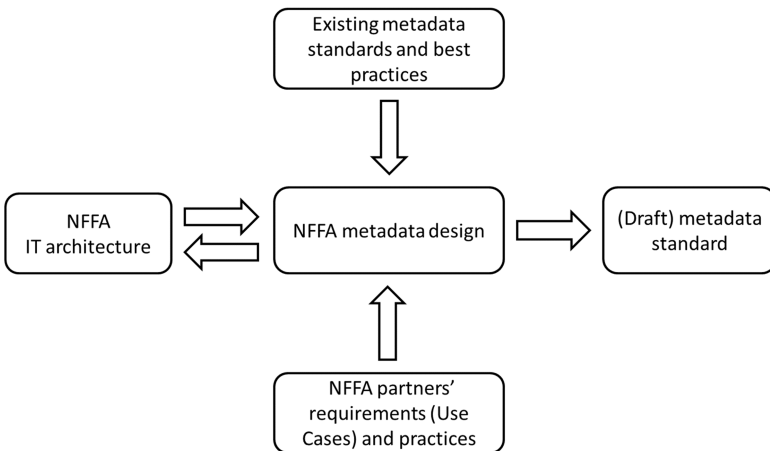 Existing metadata
standards and best
practices
NFFA
IT architecture
NFFA metadata design
(Draft) metadata
standard
NFFA partners’
requirements (Use
Cases) and practices